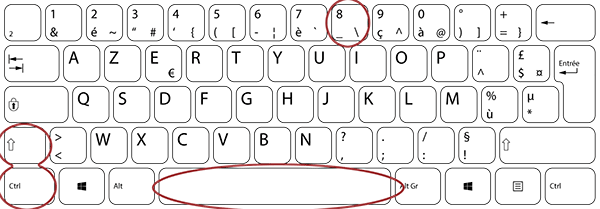 2 1 & 2 é ~ 3 " # 4 ' { 5 ( [ 6 - ¦ 7 è ` 8 _ \ 9 ç ^ 0 à @ ° ) ] + = }
A Z E € R T Y U I O P ¨ ^ £ $ ¤ Entrée
Q S D F G H J K L M % ù µ *
> < W X C V B N ? , . ; / : § !
Ctrl Alt Alt Gr Ctrl